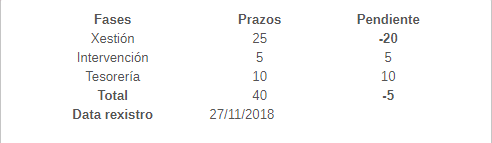 Fases Prazos Pendiente
Xestión 25 -20
Intervención 5 5
Tesorería 10 10
Total 40 -5
Data rexistro 27/11/2018